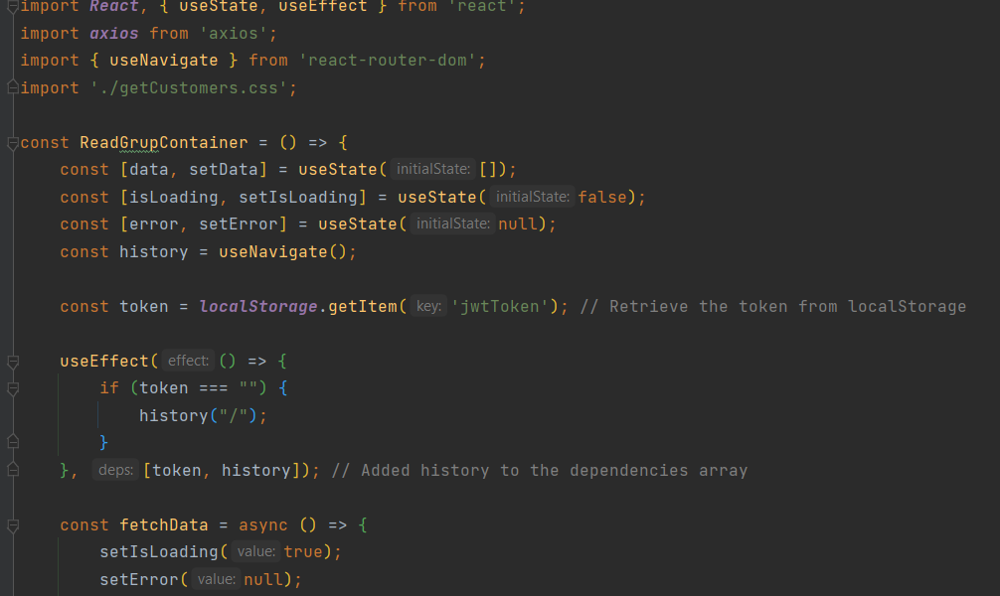 import React, { useState, useEffect } from 'react';
import axios from 'axios';
import { useNavigate } from 'react-router-dom';
import './getCustomers.css';
const ReadGrupContainer = () => {
const [data, setData] = useState( initialState: []);
const [isLoading, setIsLoading] = useState( initialState: false);
const [error, setError] = useState( initialState: null);
const history = useNavigate();
const token = localStorage.getItem( key: 'jwtToken'); // Retrieve the token from localStorage
useEffect( effect: () => {
if (token === "") {
history("/");
}
}, deps: [token, history]); // Added history to the dependencies array
const fetchData = async () => {
setIsLoading( value: true);
setError( value: null);